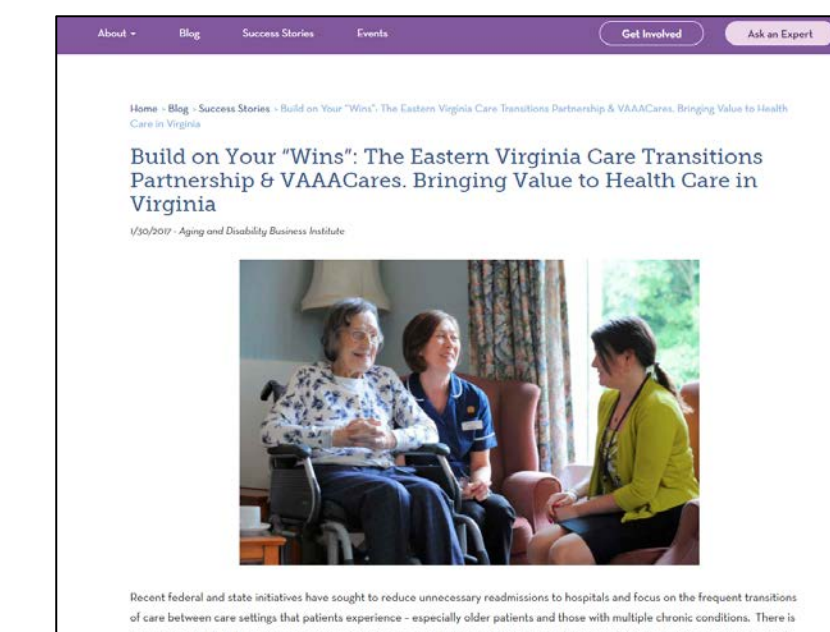 About
Blog
Success Stories
Events
Get Involved
Ask an Expert
Home > Blog > Success Stories > Build on Your "Wins": The Eastern Virginia Care Transitions Partnership & VAAACares. Bringing Value to Health
Care in Virginia
Build on Your “Wins”: The Eastern Virginia Care Transitions
Partnership & VAAACares. Bringing Value to Health Care in
Virginia
1/30/2017 - Aging and Disability Business Institute
Recent federal and state initiatives have sought to reduce unnecessary readmissions to hospitals and focus on the frequent transitions
of care between care settings that patients experience – especially older patients and those with multiple chronic conditions. There is